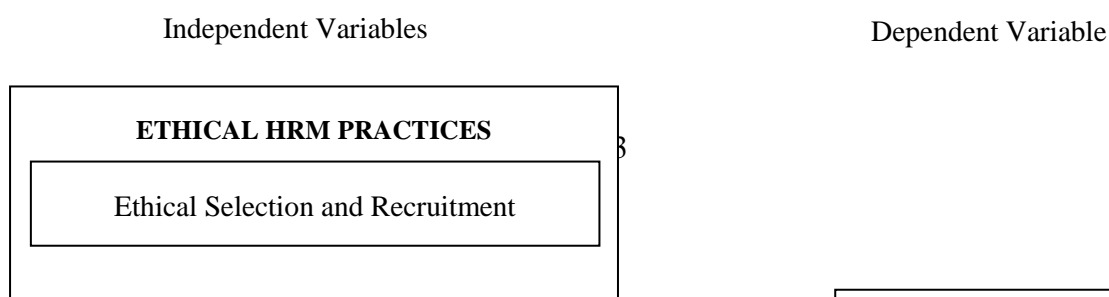 Independent Variables
Dependent Variable
ETHICAL HRM PRACTICES
Ethical Selection and Recruitment